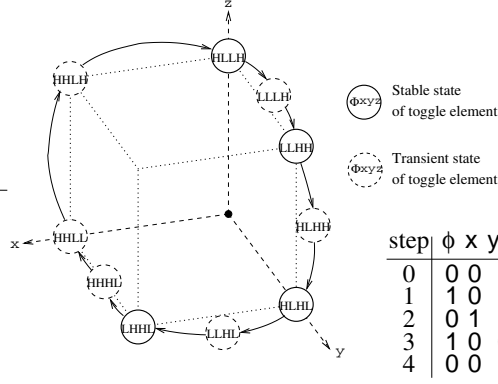 z
HLLH
HHLH
LLLH
LLHH
HLHH
HHLL
x
HHHL
LHHL
LLHL
HLHL
y
Φxyz
Stable state
of toggle element
Φxyz
Transient state
of toggle element
step ϕ x y
0 0 0
1 1 0
2 0 1
3 1 0
4 0 0